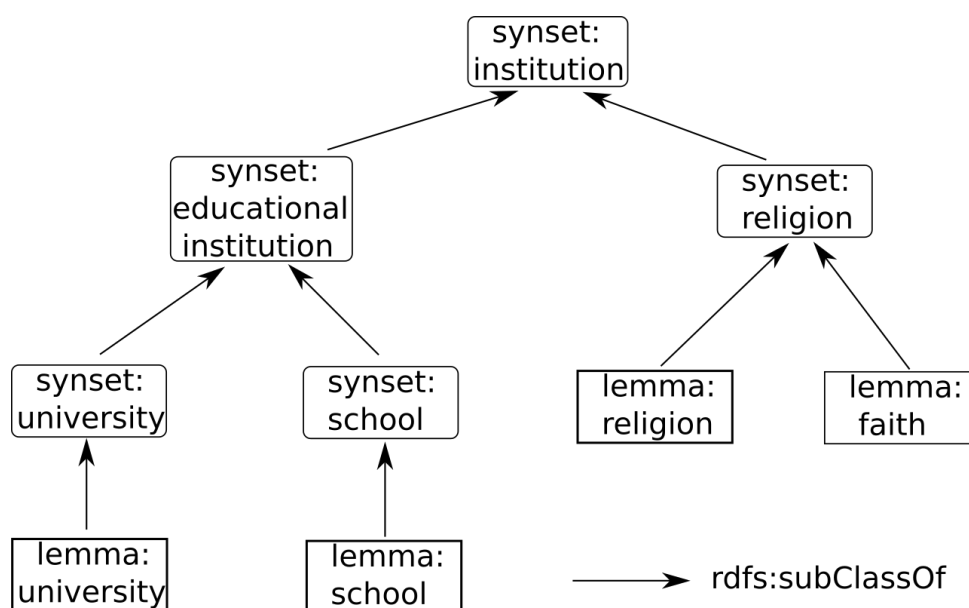 synset:
institution
synset:
educational
institution
synset:
religion
synset:
university
synset:
school
lemma:
religion
lemma:
faith
lemma:
university
lemma:
school
rdfs:subClassOf